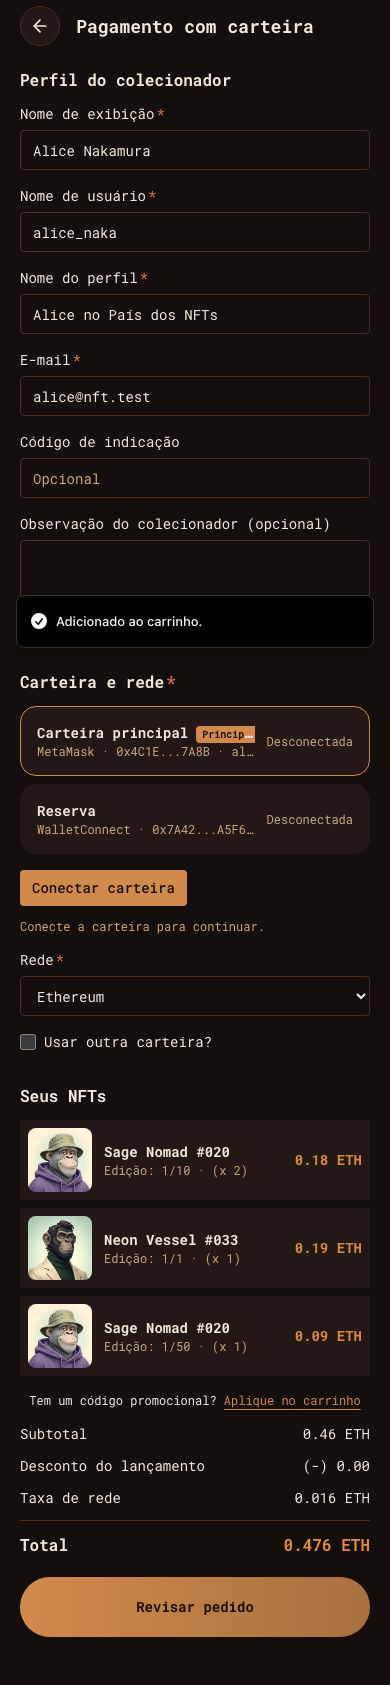 Pagamento com carteira
Perfil do colecionador
Nome de exibição*
Alice Nakamura
Nome de usuário*
alice_naka
Nome do perfil*
Alice no País dos NFTs
E-mail*
alice@nft.test
Código de indicação
Opcional
Observação do colecionador (opcional)
Adicionado ao carrinho.
Carteira e rede*
Carteira principal Princip…
MetaMask · 0x4C1E...7A8B · al…
Desconectada
Reserva
WalletConnect · 0x7A42...A5F6…
Desconectada
Conectar carteira
Conecte a carteira para continuar.
Rede*
Ethereum
Usar outra carteira?
Seus NFTs
Sage Nomad #020
Edição: 1/10 · (x 2)
0.18 ETH
Neon Vessel #033
Edição: 1/1 · (x 1)
0.19 ETH
Sage Nomad #020
Edição: 1/50 · (x 1)
0.09 ETH
Tem um código promocional? Aplique no carrinho
Subtotal 0.46 ETH
Desconto do lançamento (-) 0.00
Taxa de rede 0.016 ETH
Total 0.476 ETH
Revisar pedido